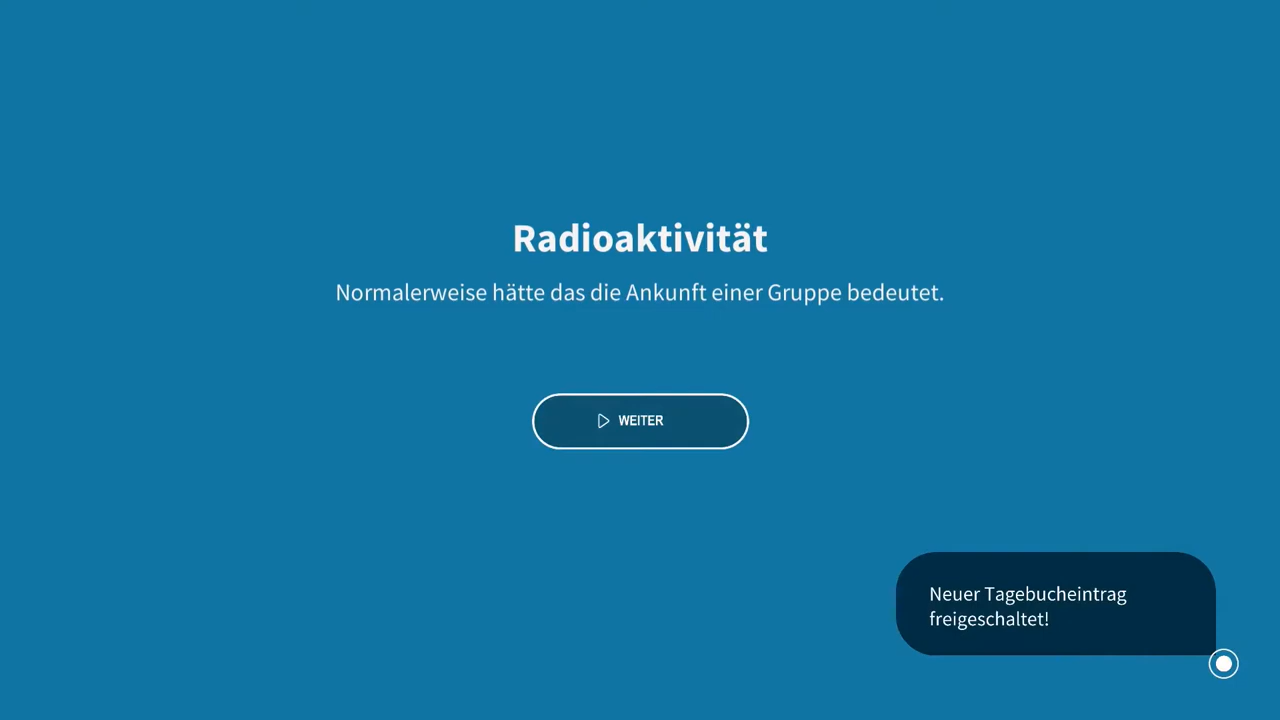 Radioaktivität
Normalerweise hätte das die Ankunft einer Gruppe bedeutet.
WEITER
Neuer Tagebucheintrag
freigeschaltet!